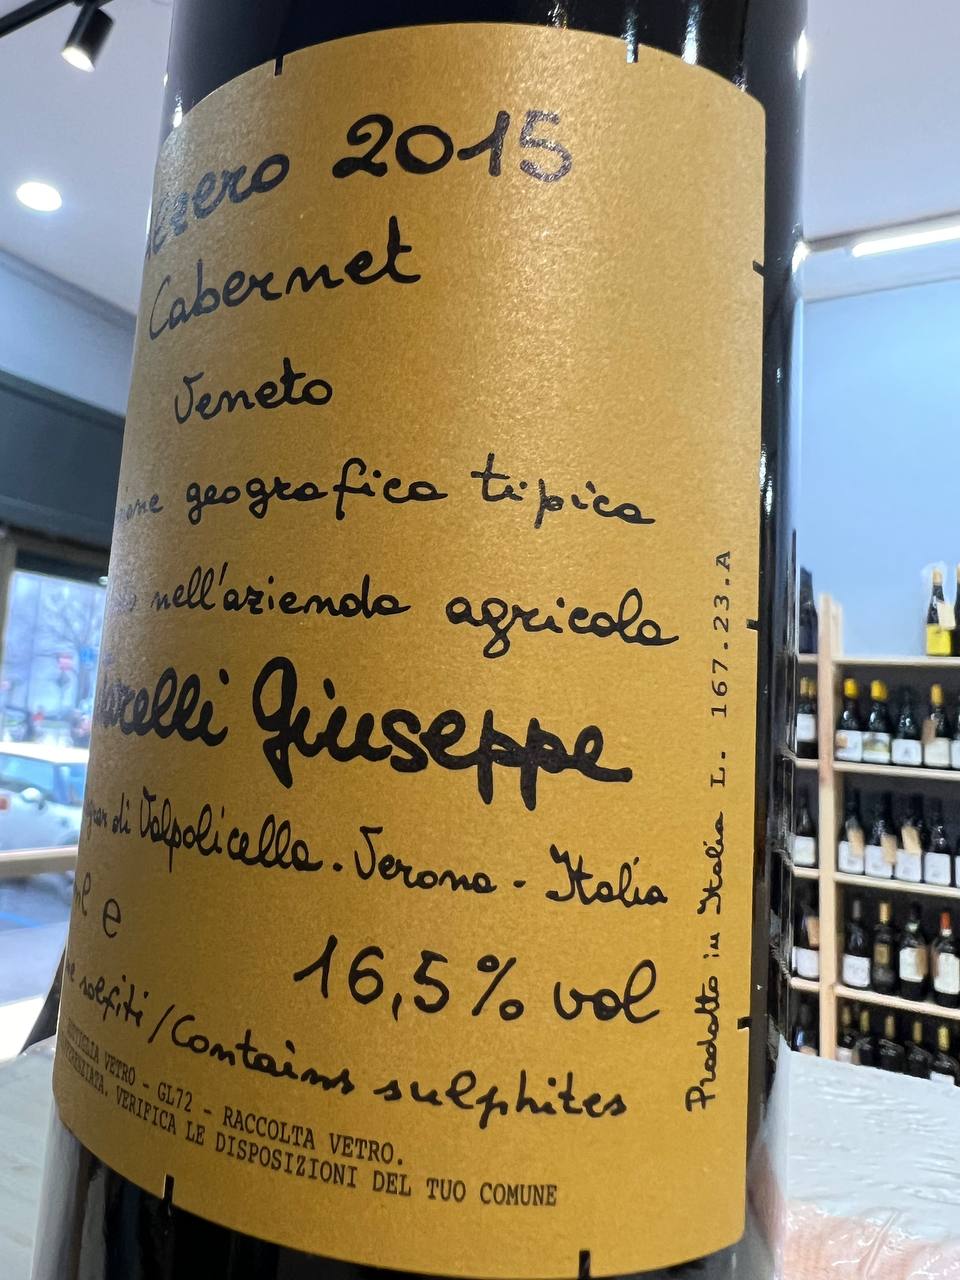 2015
Cabernet
Veneto
geografica tipica
nell'azienda agricola
Giuseppe
di Valpolicella . Verona - Italia
e
16,5% vol
solfiti / Contains sulphites
VETRO - GL72 - RACCOLTA VETRO.
VERIFICA LE DISPOSIZIONI DEL TUO COMUNE
Prodotto in Italia L. 167.23.A